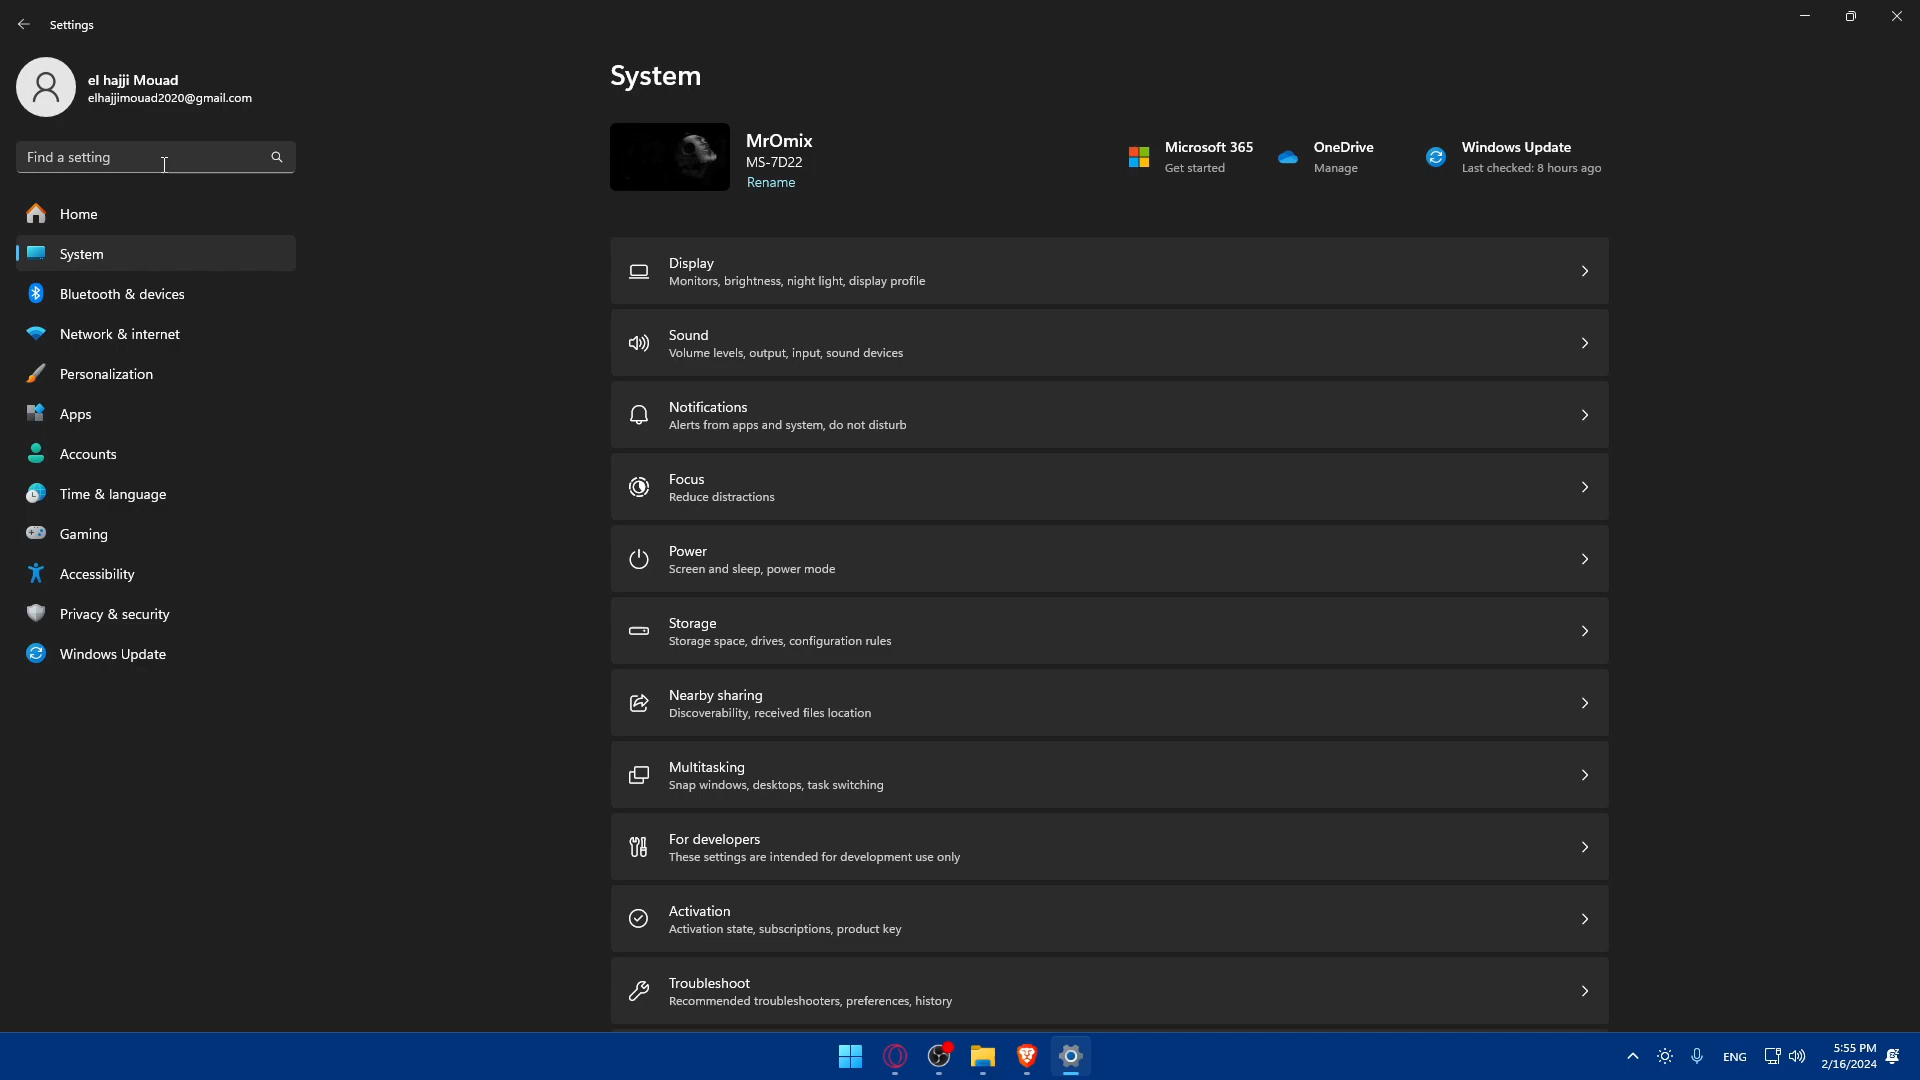 Settings
el hajji Mouad
elhajjimouad2020@gmail.com
Find a setting
Home
System
Bluetooth & devices
Network & internet
Personalization
Apps
Accounts
Time & language
Gaming
Accessibility
Privacy & security
Windows Update
System
MrOmix
MS-7D22
Rename
Microsoft 365
Get started
OneDrive
Manage
Windows Update
Last checked: 8 hours ago
Display
Monitors, brightness, night light, display profile
Sound
Volume levels, output, input, sound devices
Notifications
Alerts from apps and system, do not disturb
Focus
Reduce distractions
Power
Screen and sleep, power mode
Storage
Storage space, drives, configuration rules
Nearby sharing
Discoverability, received files location
Multitasking
Snap windows, desktops, task switching
For developers
These settings are intended for development use only
Activation
Activation state, subscriptions, product key
Troubleshoot
Recommended troubleshooters, preferences, history
ENG
5:55 PM
2/16/2024